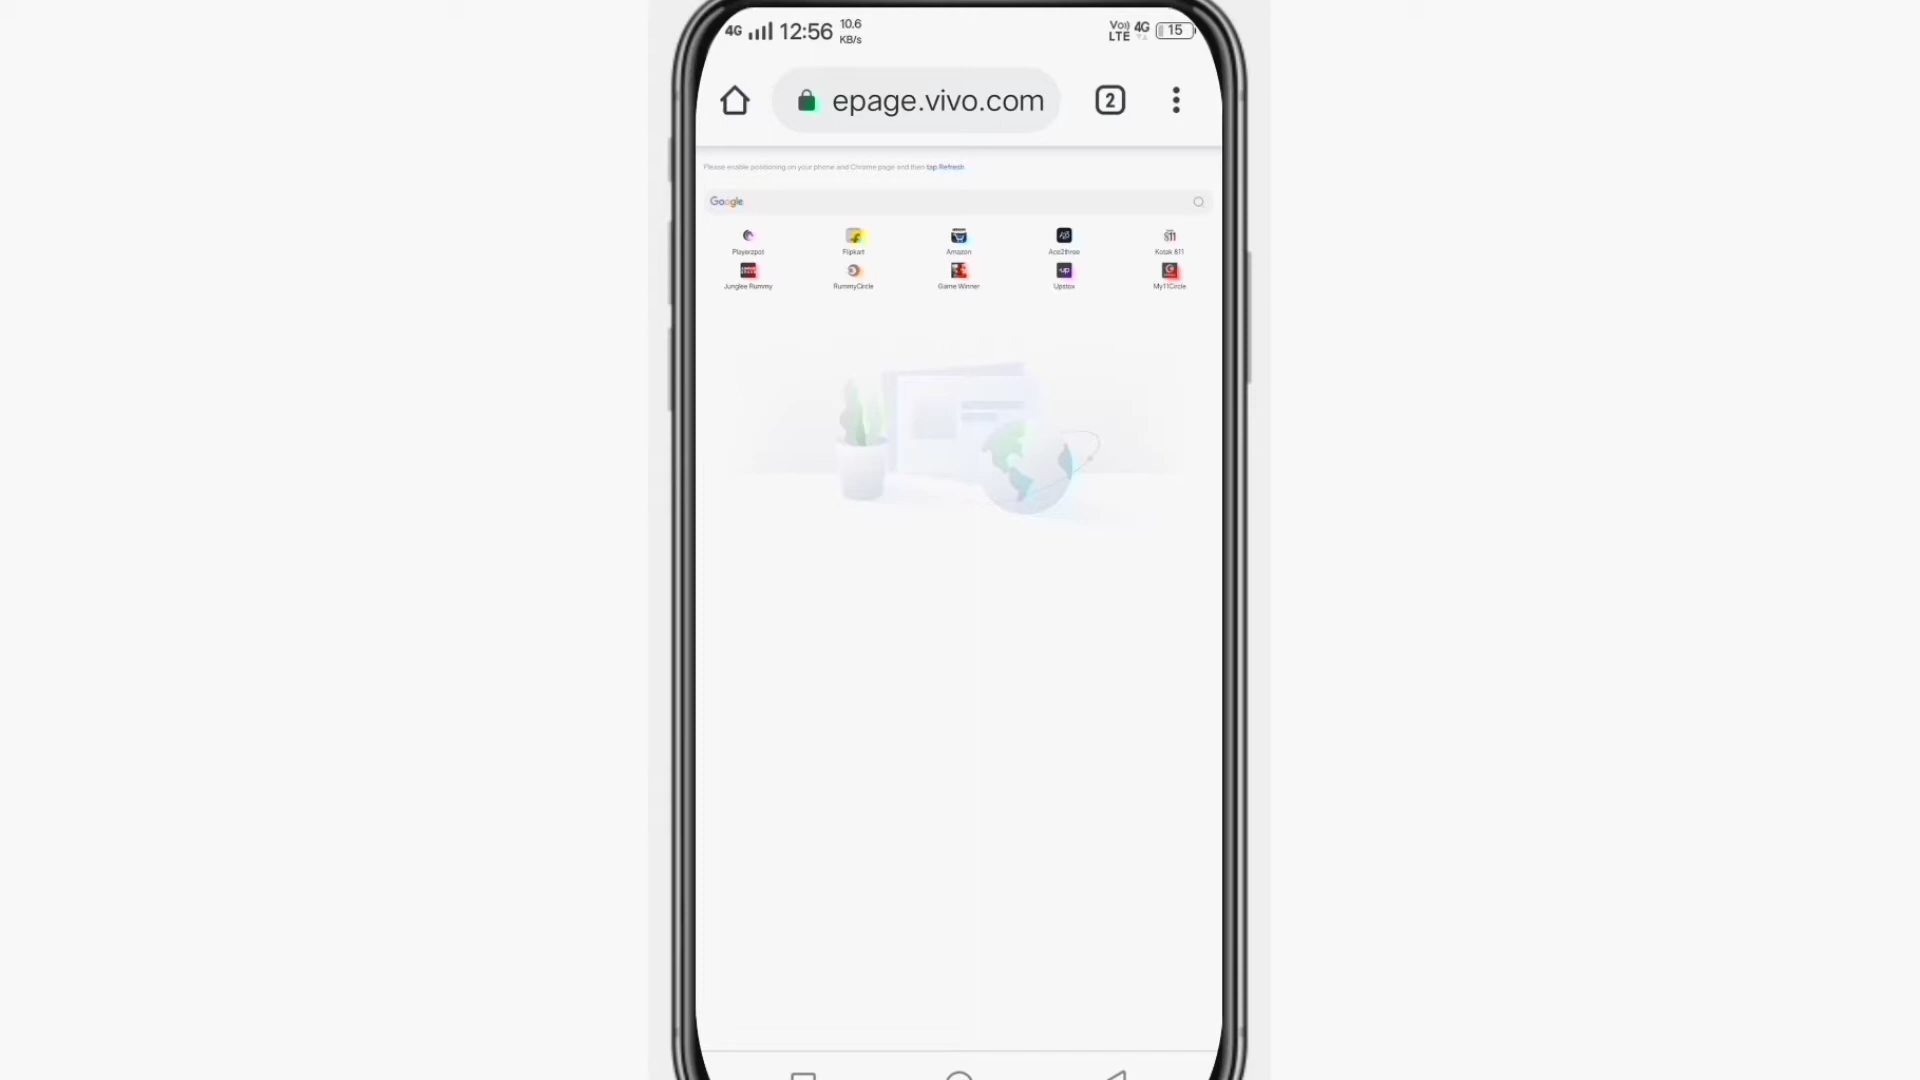 4G 12:56 10.6 KB/s Vo)) LTE 4G 15
epage.vivo.com 2
Please enable positioning on your phone and Chrome page and then tap Refresh
Google
Playerzpot Flipkart Amazon Ace2three Kotak 811
Junglee Rummy RummyCircle Game Winner Upstox My11Circle